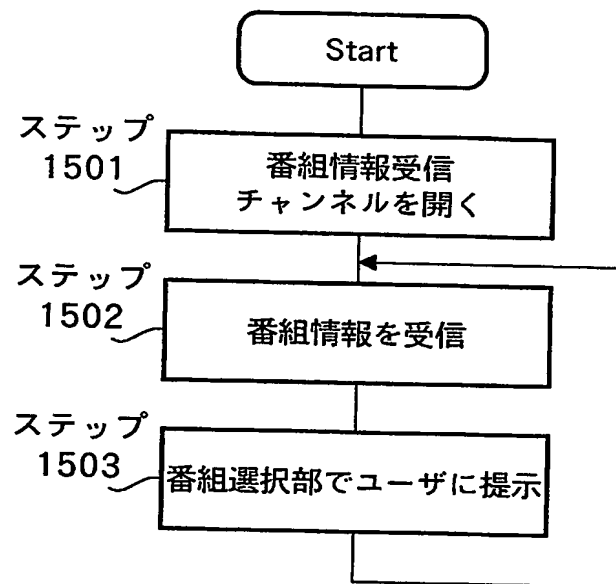 Start
ステップ
1501
番組情報受信
チャンネルを開く
ステップ
1502
番組情報を受信
ステップ
1503
番組選択部でユーザに提示